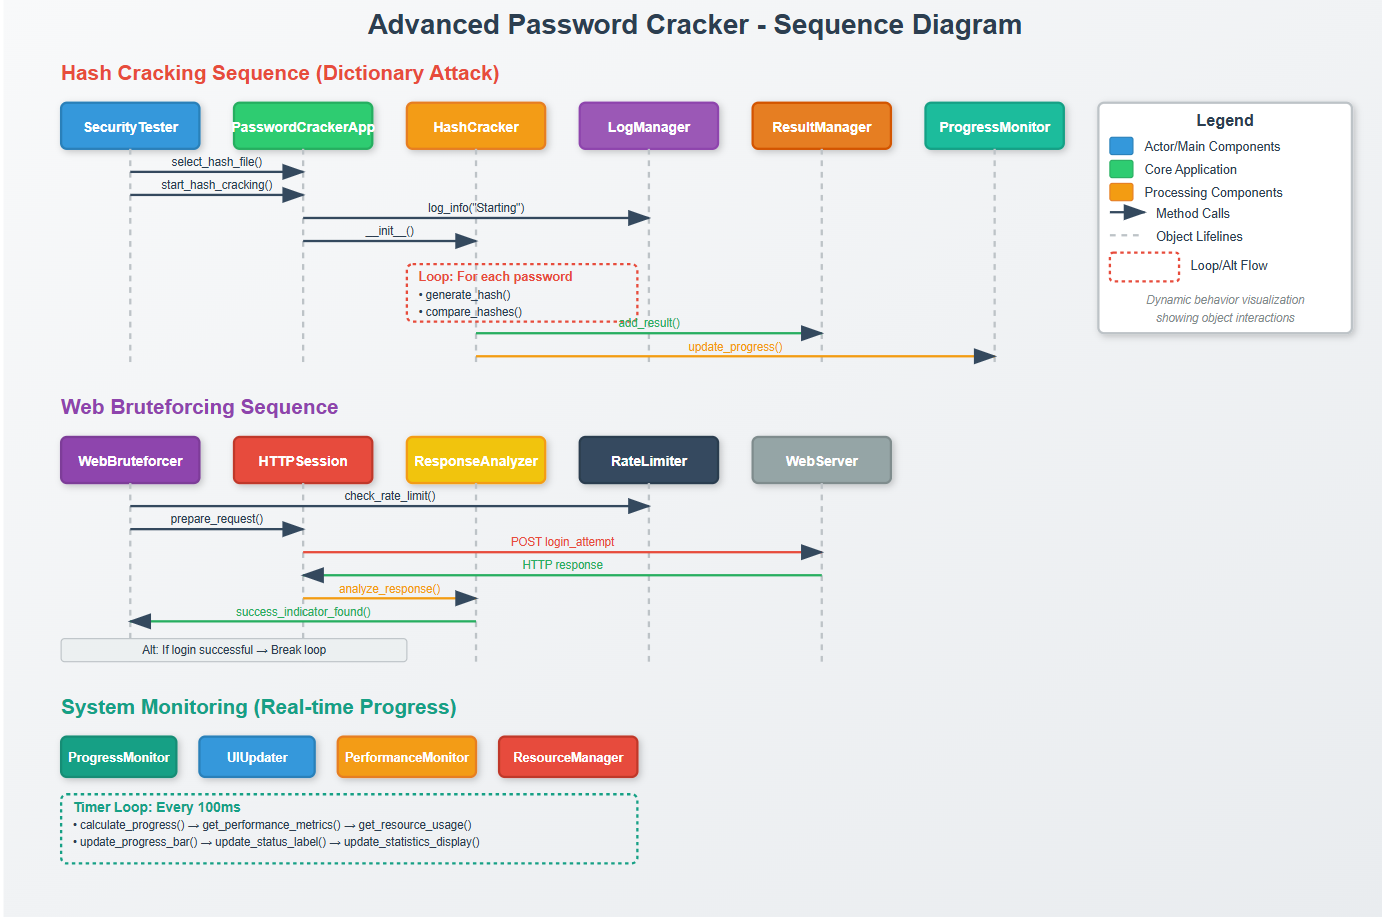 Advanced Password Cracker - Sequence Diagram
Hash Cracking Sequence (Dictionary Attack)
SecurityTester
PasswordCrackerApp
HashCracker
LogManager
ResultManager
ProgressMonitor
select_hash_file()
start_hash_cracking()
log_info("Starting")
__init__()
Loop: For each password
• generate_hash()
• compare_hashes()
add_result()
update_progress()
Legend
Actor/Main Components
Core Application
Processing Components
Method Calls
Object Lifelines
Loop/Alt Flow
Dynamic behavior visualization
showing object interactions
Web Bruteforcing Sequence
WebBruteforcer
HTTPSession
ResponseAnalyzer
RateLimiter
WebServer
check_rate_limit()
prepare_request()
POST login_attempt
HTTP response
analyze_response()
success_indicator_found()
Alt: If login successful → Break loop
System Monitoring (Real-time Progress)
ProgressMonitor
UIUpdater
PerformanceMonitor
ResourceManager
Timer Loop: Every 100ms
• calculate_progress() → get_performance_metrics() → get_resource_usage()
• update_progress_bar() → update_status_label() → update_statistics_display()